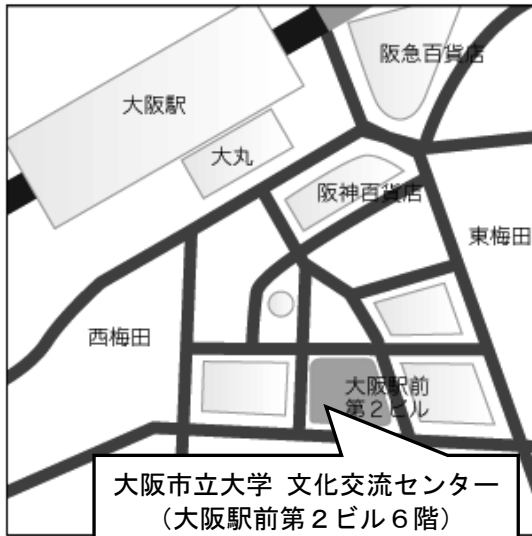 阪急百貨店
大阪駅
大丸
阪神百貨店
東梅田
西梅田
大阪駅前
第２ビル
大阪市立大学 文化交流センター
（大阪駅前第２ビル６階）